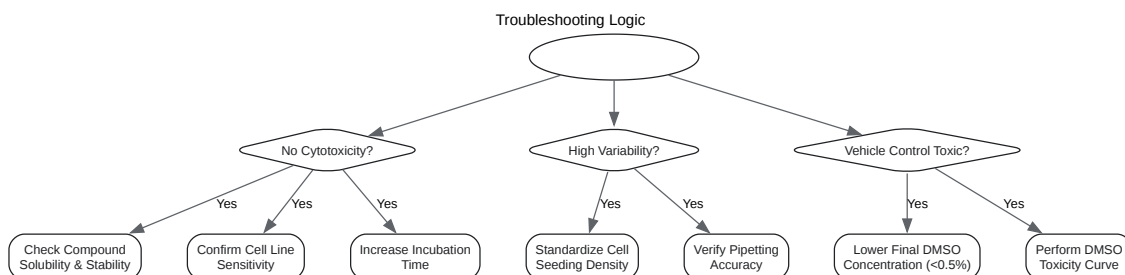 Troubleshooting Logic
No Cytotoxicity?
High Variability?
Vehicle Control Toxic?
Yes
Yes
Yes
Yes
Yes
Yes
Yes
Check Compound
Solubility & Stability
Confirm Cell Line
Sensitivity
Increase Incubation
Time
Standardize Cell
Seeding Density
Verify Pipetting
Accuracy
Lower Final DMSO
Concentration (<0.5%)
Perform DMSO
Toxicity Curve